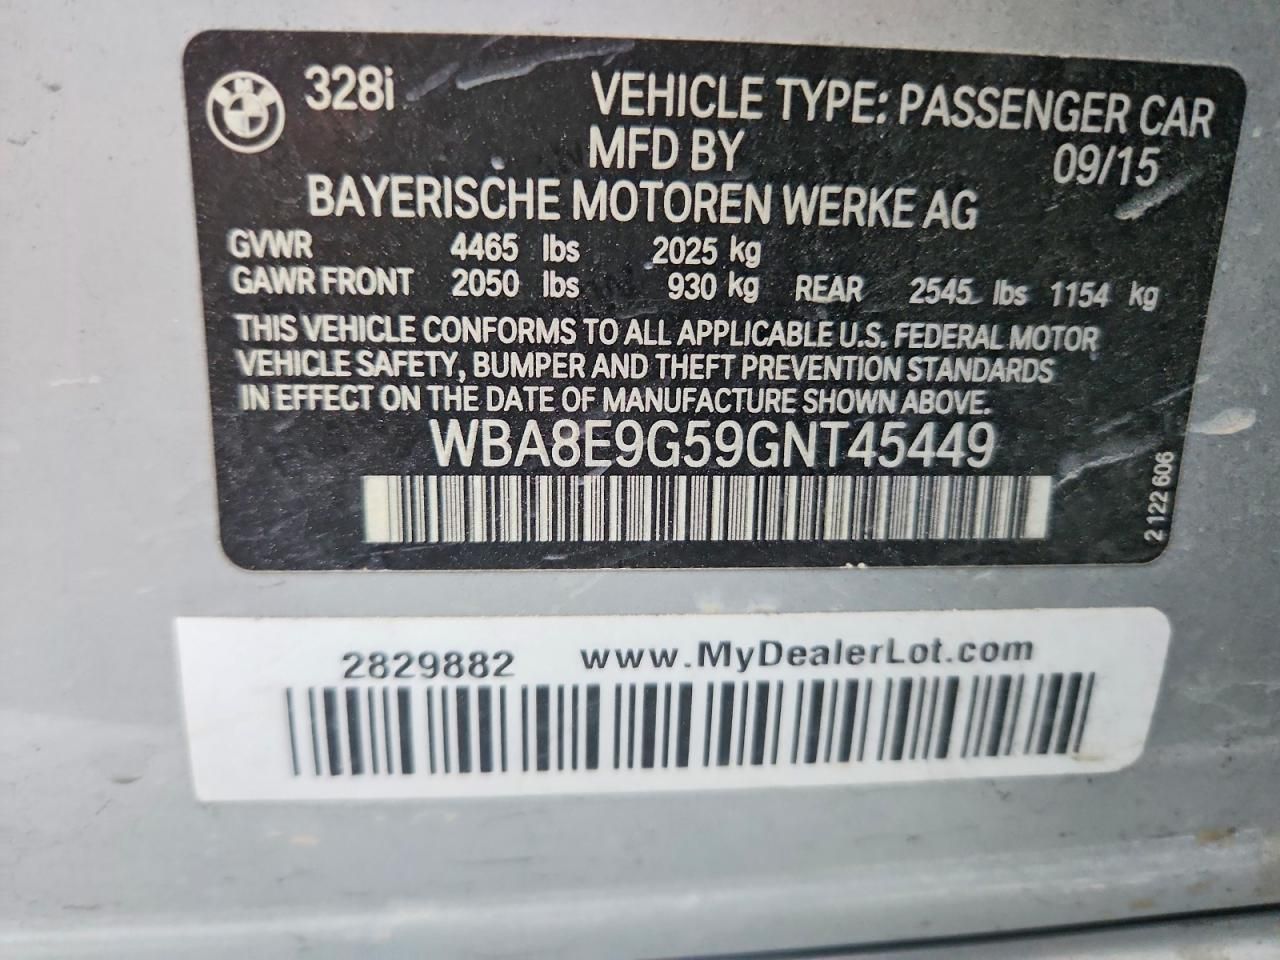 BMW 328i VEHICLE TYPE: PASSENGER CAR
MFD BY 09/15
BAYERISCHE MOTOREN WERKE AG
GVWR 4465 lbs 2025 kg
GAWR FRONT 2050 lbs 930 kg REAR 2545 lbs 1154 kg
THIS VEHICLE CONFORMS TO ALL APPLICABLE U.S. FEDERAL MOTOR
VEHICLE SAFETY, BUMPER AND THEFT PREVENTION STANDARDS
IN EFFECT ON THE DATE OF MANUFACTURE SHOWN ABOVE.
WBA8E9G59GNT45449
2 122 606
2829882 www.MyDealerLot.com